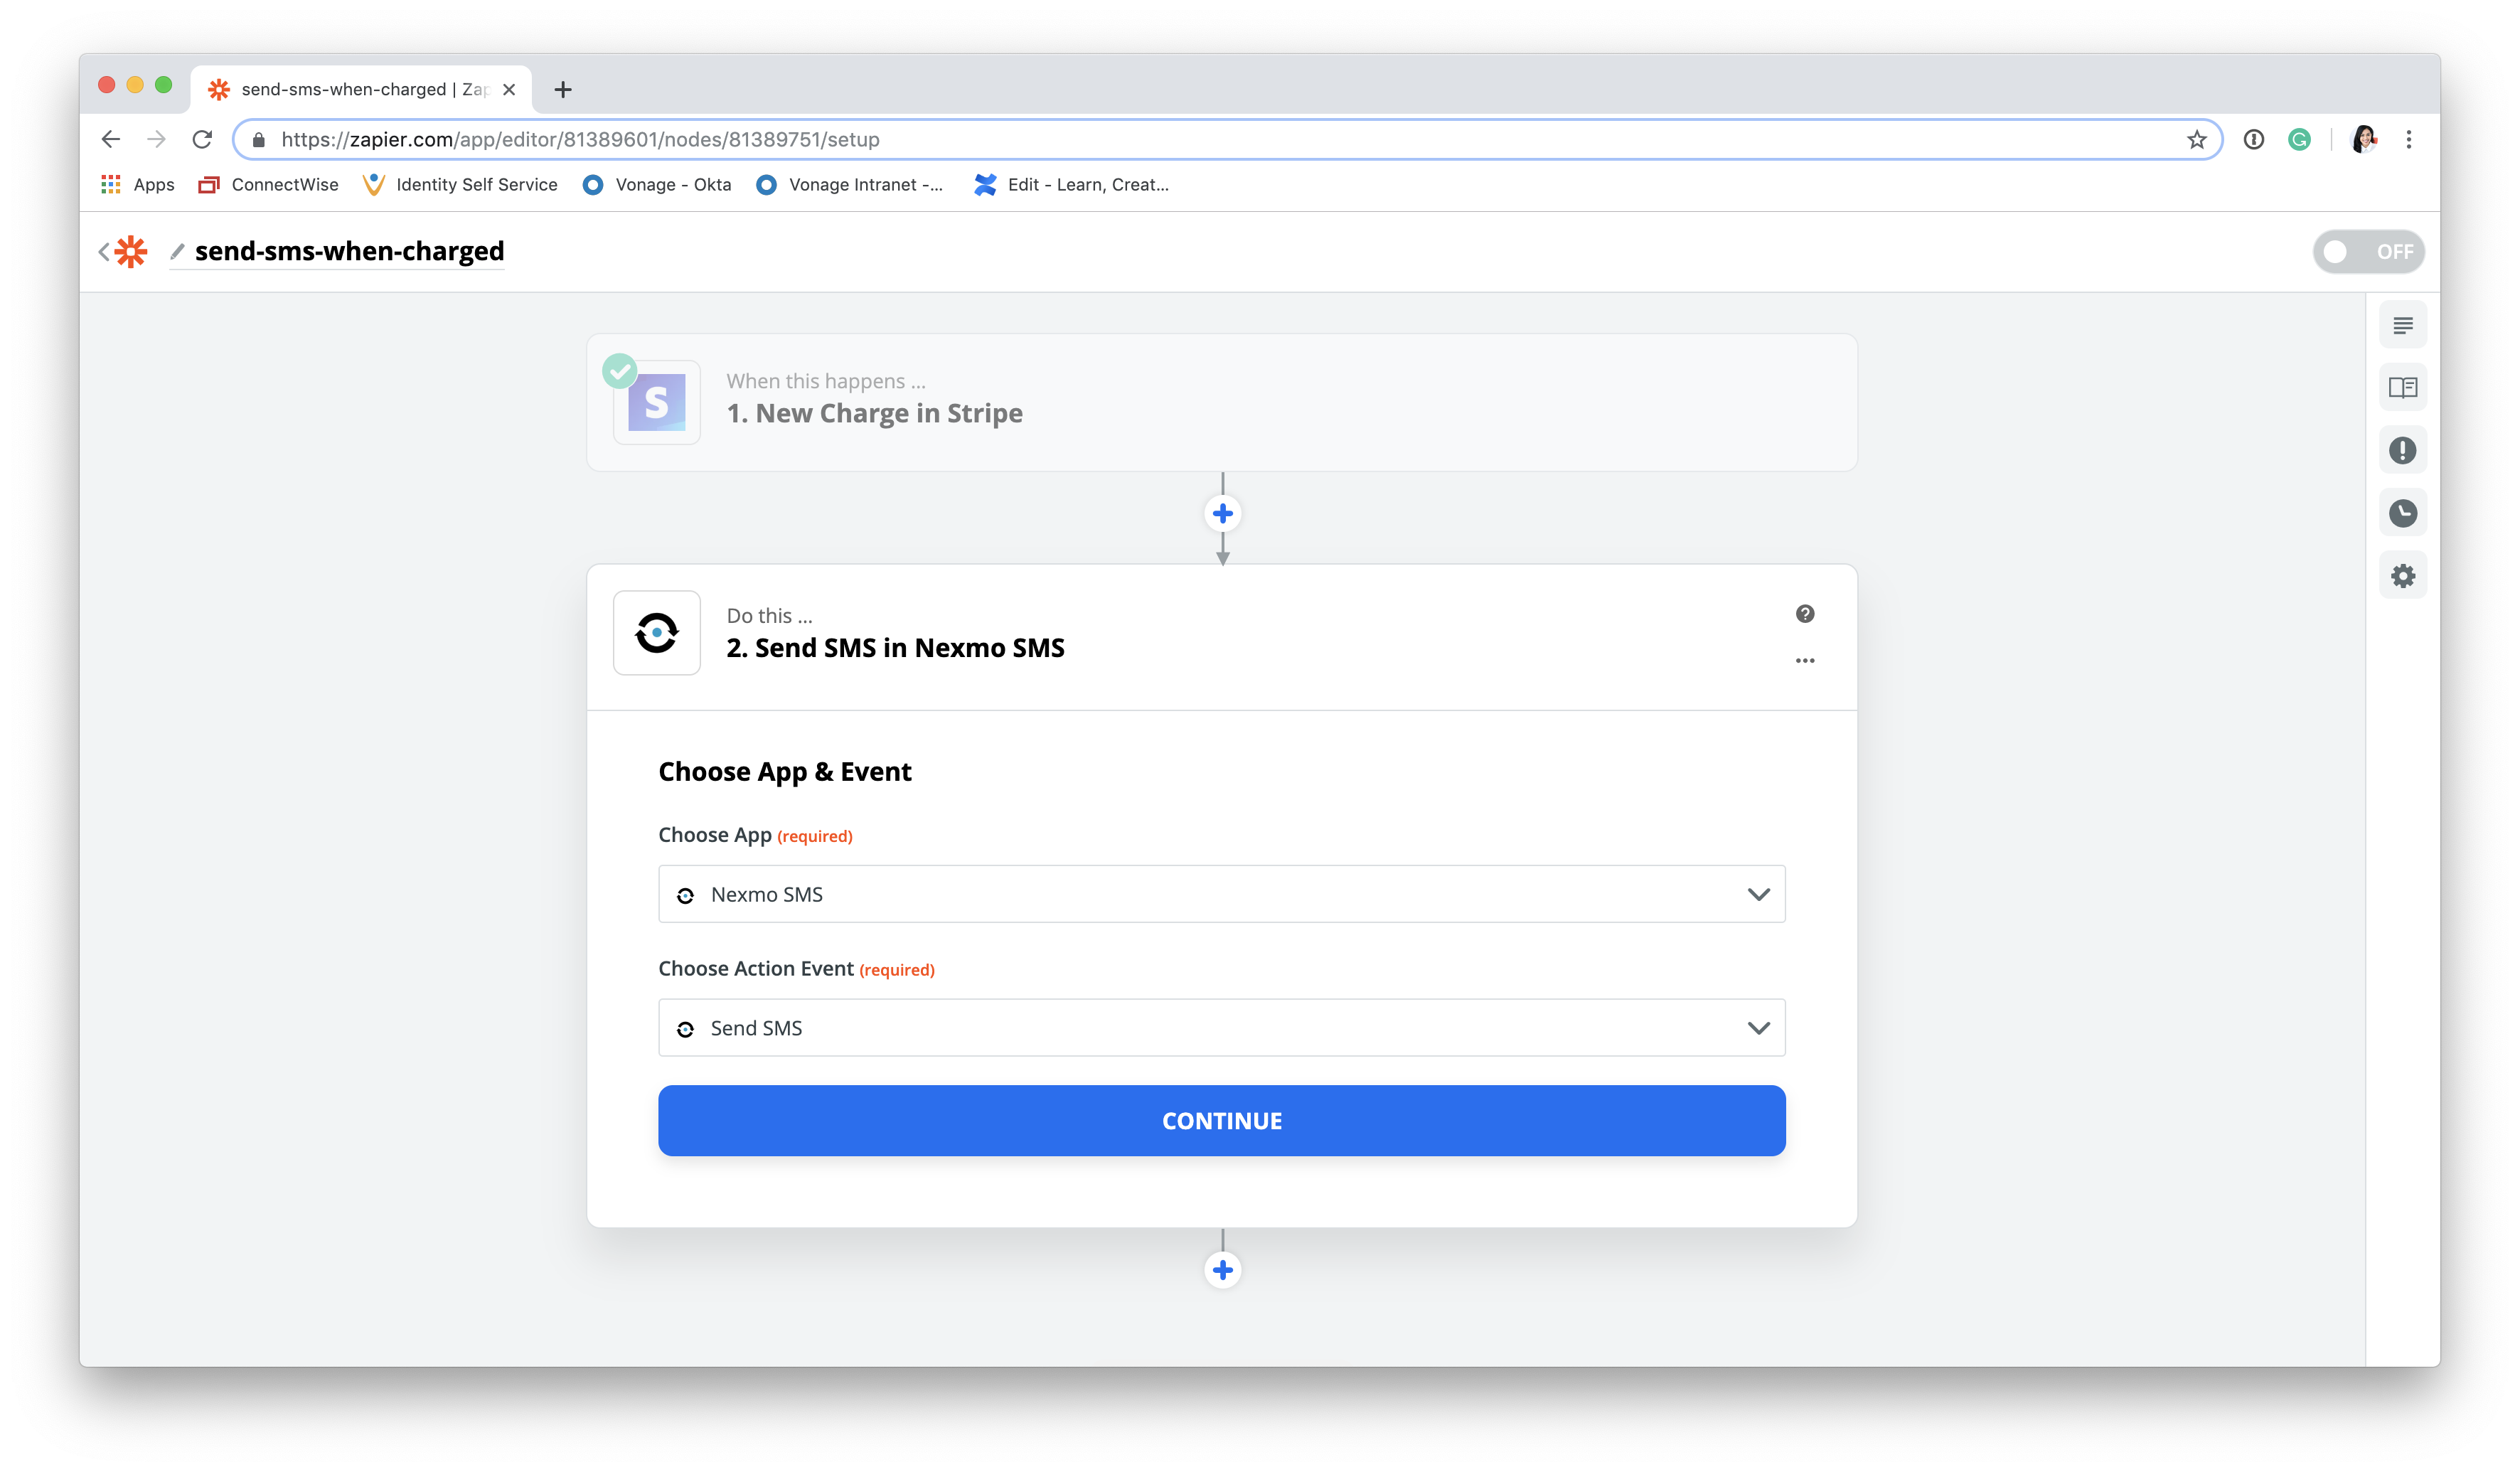 send-sms-when-charged | Zap
https://zapier.com/app/editor/81389601/nodes/81389751/setup
Apps
ConnectWise
Identity Self Service
Vonage - Okta
Vonage Intranet -...
Edit - Learn, Creat...
send-sms-when-charged
OFF
S
When this happens ...
1. New Charge in Stripe
Do this ...
2. Send SMS in Nexmo SMS
Choose App & Event
Choose App (required)
Nexmo SMS
Choose Action Event (required)
Send SMS
CONTINUE